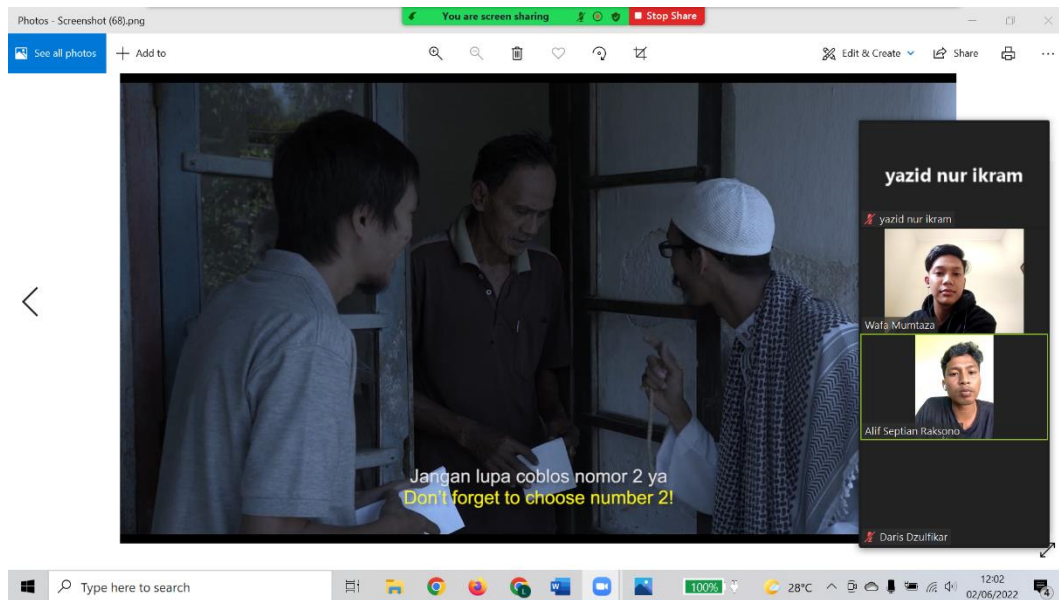 Photos - Screenshot (68).png
You are screen sharing
Stop Share
See all photos
Add to
Edit & Create
Share
yazid nur ikram
yazid nur ikram
Wafa Mumtaza
Alif Septian Raksono
Daris Dzulfikar
Jangan lupa coblos nomor 2 ya
Don't forget to choose number 2!
Type here to search
100%
28°C
12:02
02/06/2022
4